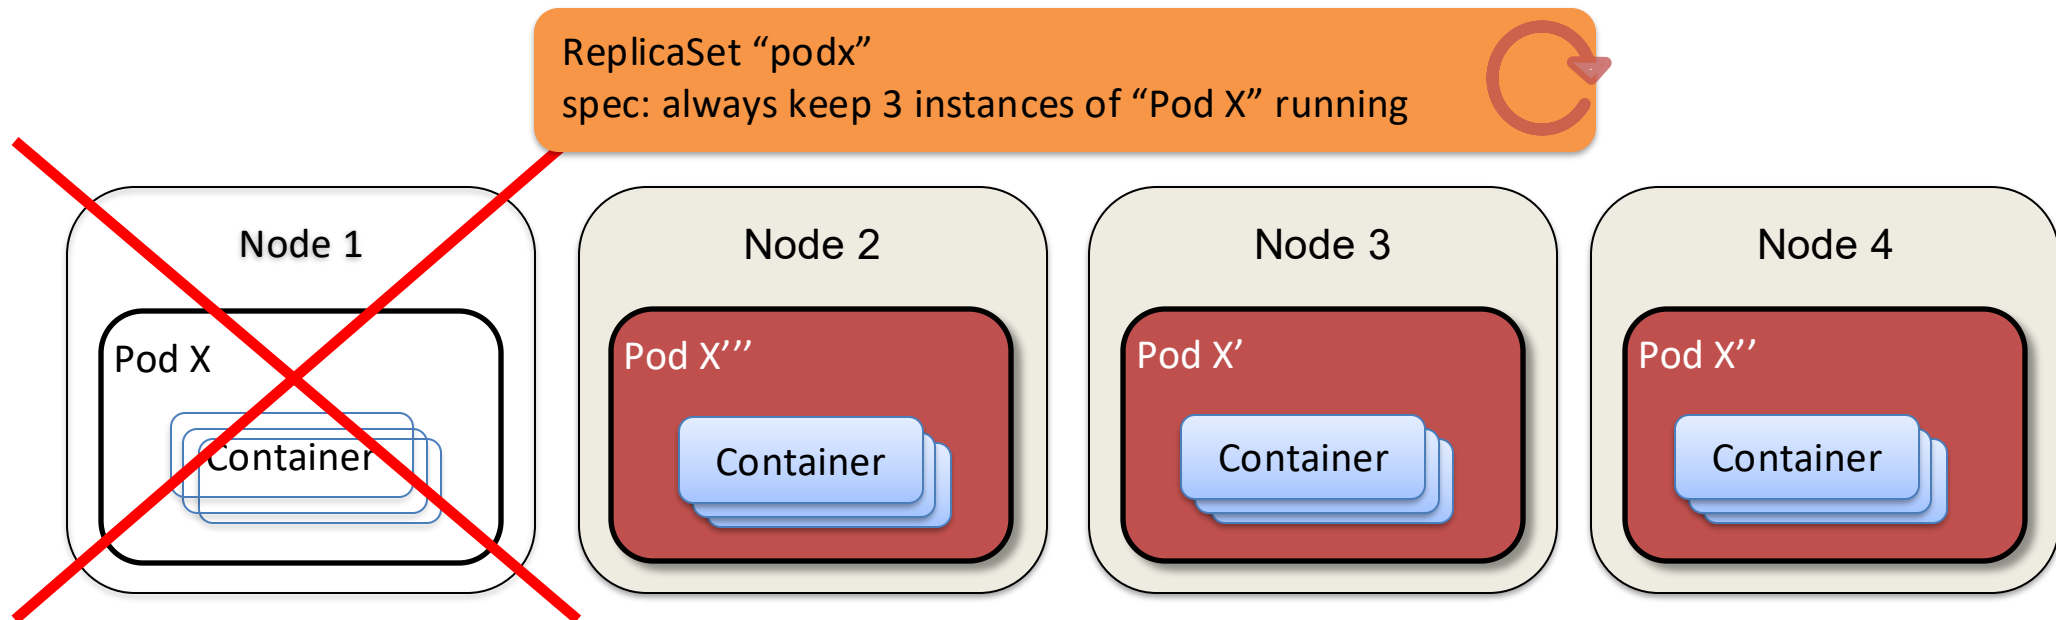 ReplicaSet “podx”
spec: always keep 3 instances of “Pod X” running
Node 1
Pod X
Container
Node 2
Pod X’’’
Container
Node 3
Pod X’
Container
Node 4
Pod X’’
Container